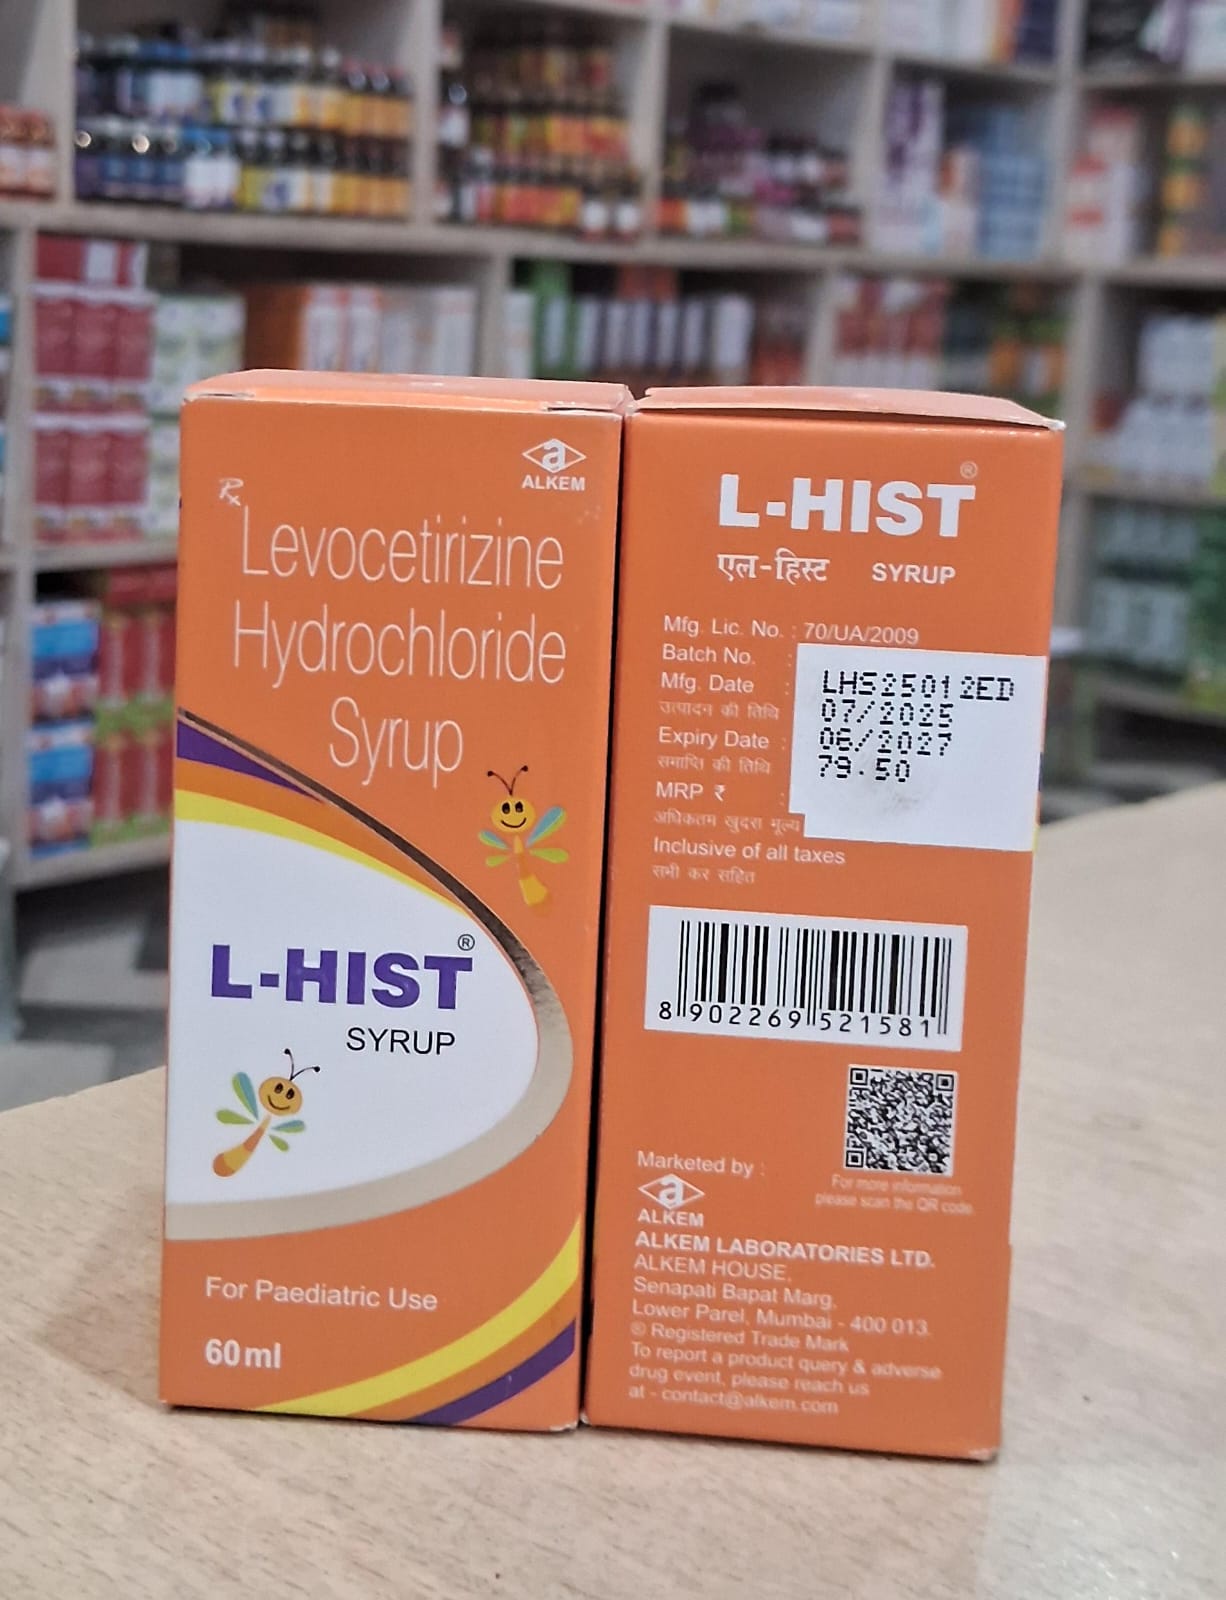 ALKEM
Rx
Levocetirizine
Hydrochloride
Syrup
L-HIST®
SYRUP
For Paediatric Use
60ml
L-HIST®
एल-हिस्ट SYRUP
Mfg. Lic. No. : 70/UA/2009
Batch No. : LHS25012ED
Mfg. Date : 07/2025
उत्पादन की तिथि
Expiry Date : 06/2027
समाप्ति की तिथि
MRP ₹ : 79.50
अधिकतम खुदरा मूल्य
Inclusive of all taxes
सभी कर सहित
8 902269 521581
For more information
please scan the QR code.
Marketed by :
ALKEM
ALKEM LABORATORIES LTD.
ALKEM HOUSE,
Senapati Bapat Marg,
Lower Parel, Mumbai - 400 013.
® Registered Trade Mark
To report a product query & adverse
drug event, please reach us
at - contact@alkem.com